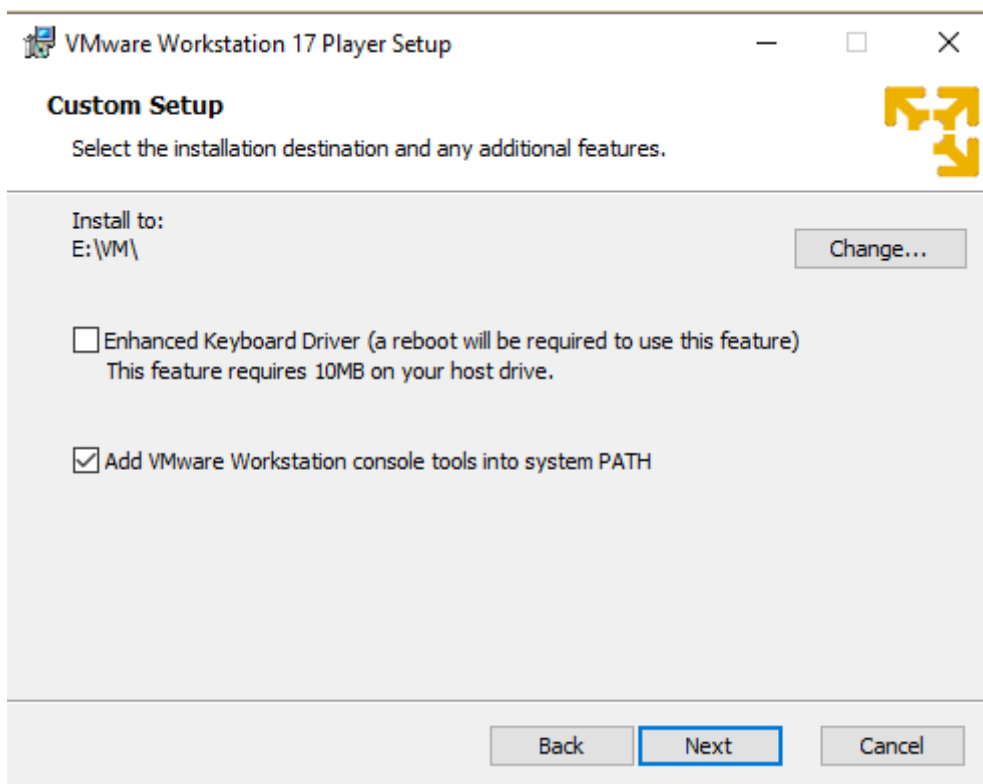 VMware Workstation 17 Player Setup
Custom Setup
Select the installation destination and any additional features.
Install to:
E:\VM\
Change...
Enhanced Keyboard Driver (a reboot will be required to use this feature)
This feature requires 10MB on your host drive.
Add VMware Workstation console tools into system PATH
Back
Next
Cancel